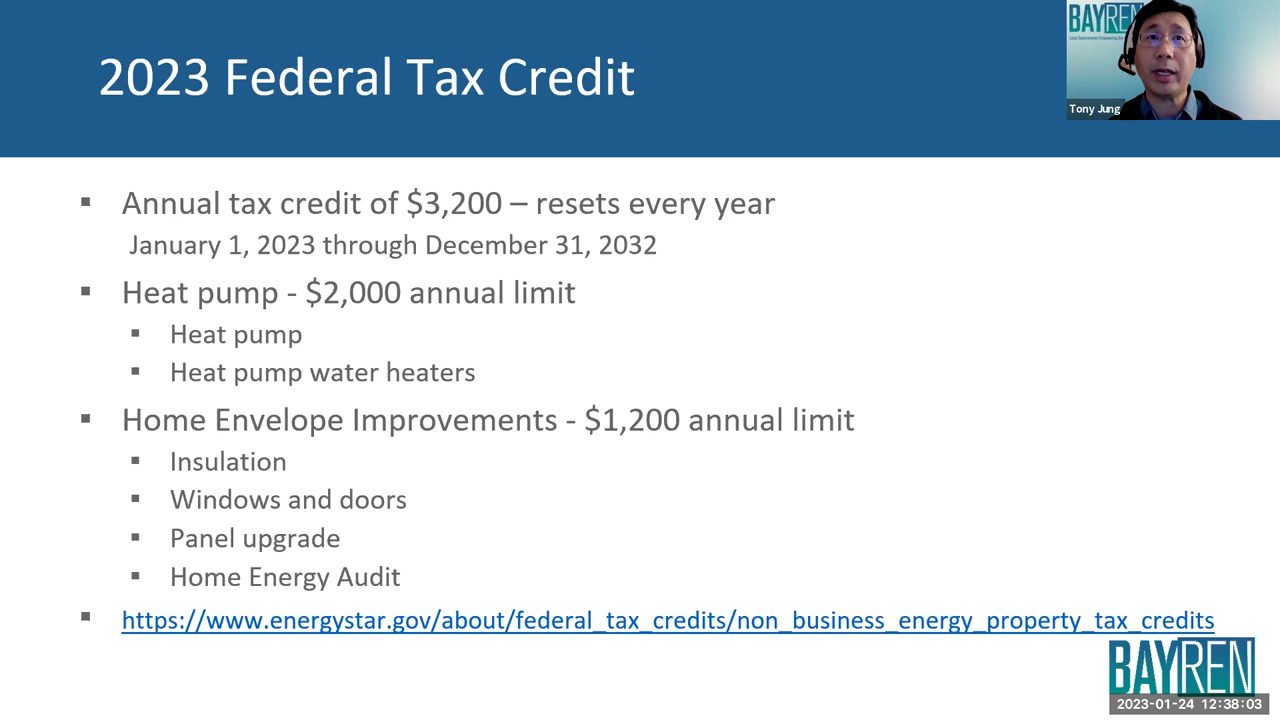 2023 Federal Tax Credit
BAYREN
Tony Jung
▪ Annual tax credit of $3,200 – resets every year
January 1, 2023 through December 31, 2032
▪ Heat pump - $2,000 annual limit
▪ Heat pump
▪ Heat pump water heaters
▪ Home Envelope Improvements - $1,200 annual limit
▪ Insulation
▪ Windows and doors
▪ Panel upgrade
▪ Home Energy Audit
▪ https://www.energystar.gov/about/federal_tax_credits/non_business_energy_property_tax_credits
BAYREN
2023-01-24 12:38:03